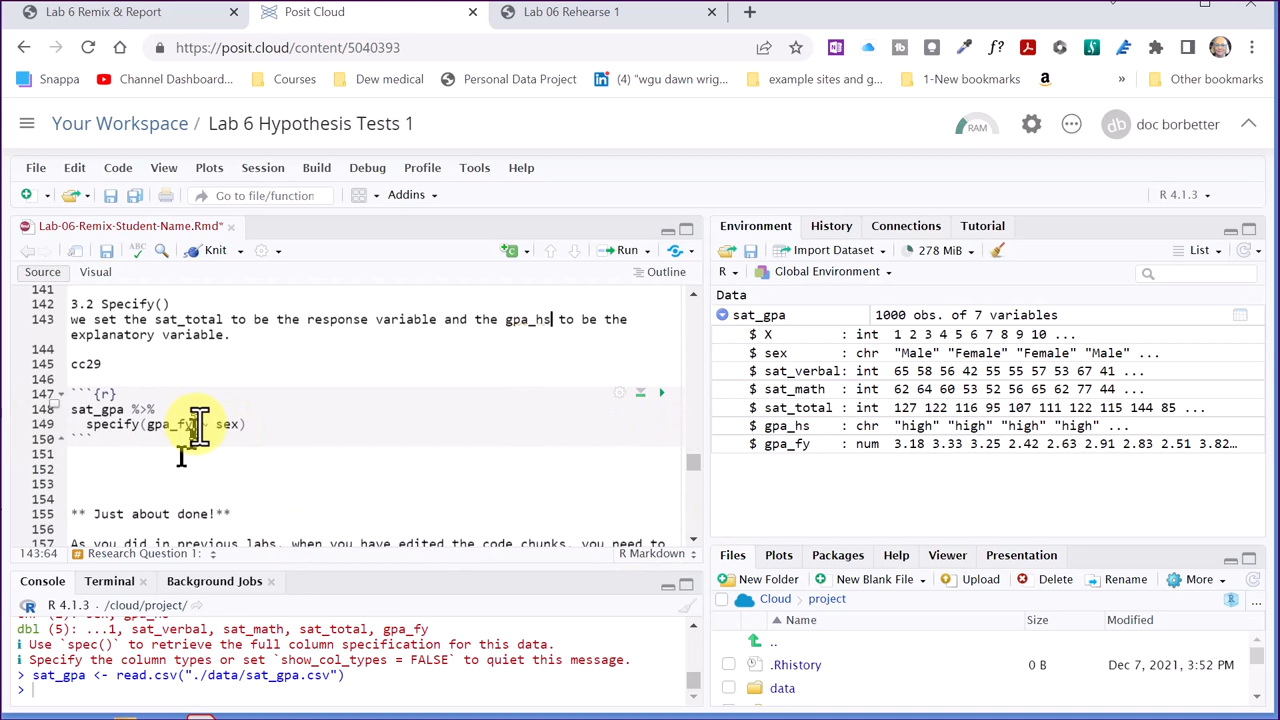 Lab 6 Remix & Report
Posit Cloud
Lab 06 Rehearse 1
https://posit.cloud/content/5040393
Snappa
Channel Dashboard...
Courses
Dew medical
Personal Data Project
(4) "wgu dawn wrig...
example sites and g...
1-New bookmarks
»
Other bookmarks
Your Workspace / Lab 6 Hypothesis Tests 1
RAM
db
doc borbetter
File Edit Code View Plots Session Build Debug Profile Tools Help
Go to file/function
Addins
R 4.1.3
Lab-06-Remix-Student-Name.Rmd*
ABC
Knit
Run
Source
Visual
Outline
141
142 3.2 Specify()
143 we set the sat_total to be the response variable and the gpa_hs to be the
explanatory variable.
144
145 cc29
146
147 ```{r}
148 sat_gpa %>%
149 specify(gpa_fy ~ sex)
150 ```
151
152
153
154
155 ** Just about done!**
156
157 As you did in previous labs, when you have edited the code chunks, you need to
143:64
Research Question 1:
R Markdown
Console
Terminal
Background Jobs
R 4.1.3 · /cloud/project/
dbl (5): ...1, sat_verbal, sat_math, sat_total, gpa_fy
i Use `spec()` to retrieve the full column specification for this data.
i Specify the column types or set `show_col_types = FALSE` to quiet this message.
> sat_gpa <- read.csv("./data/sat_gpa.csv")
>
Environment
History
Connections
Tutorial
Import Dataset
278 MiB
List
R
Global Environment
Data
sat_gpa 1000 obs. of 7 variables
$ X : int 1 2 3 4 5 6 7 8 9 10 ...
$ sex : chr "Male" "Female" "Female" "Male" ...
$ sat_verbal: int 65 58 56 42 55 55 57 53 67 41 ...
$ sat_math : int 62 64 60 53 52 56 65 62 77 44 ...
$ sat_total : int 127 122 116 95 107 111 122 115 144 85 ...
$ gpa_hs : chr "high" "high" "high" "high" ...
$ gpa_fy : num 3.18 3.33 3.25 2.42 2.63 2.91 2.83 2.51 3.82...
Files
Plots
Packages
Help
Viewer
Presentation
New Folder
New Blank File
Upload
Delete
Rename
More
Cloud
project
...
Name
Size
Modified
..
.Rhistory
0 B
Dec 7, 2021, 3:52 PM
data